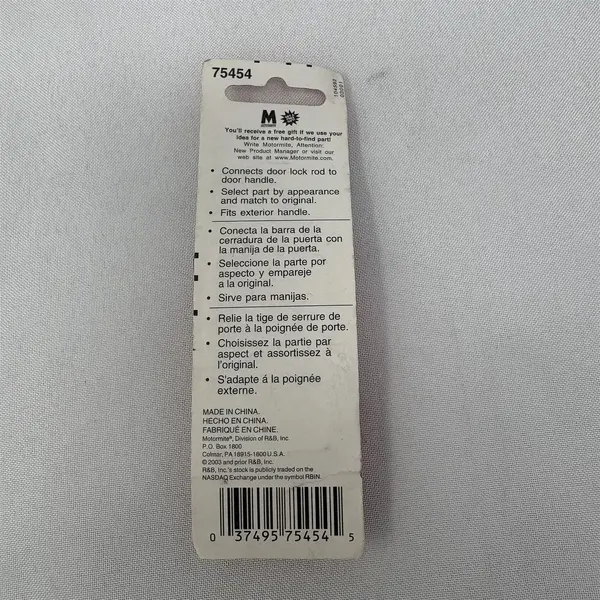 75454
M
You'll receive a free gift if we use your
idea for a new hard-to-find part!
Write Motormite, Attention:
New Product Manager or visit our
web site at www.Motormite.com.
• Connects door lock rod to
door handle.
• Select part by appearance
and match to original.
• Fits exterior handle.
• Conecta la barra de la
cerradura de la puerta con
la manija de la puerta.
• Seleccione la parte por
aspecto y empareje
a la original.
• Sirve para manijas.
• Relie la tige de serrure de
porte à la poignée de porte.
• Choisissez la partie par
aspect et assortissez à
l'original.
• S'adapte á la poignée
externe.
MADE IN CHINA.
HECHO EN CHINA.
FABRIQUÉ EN CHINE.
Motormite®, Division of R&B, Inc.
P.O. Box 1800
Colmar, PA 18915-1800 U.S.A.
© 2003 and prior R&B, Inc.
R&B, Inc.'s stock is publicly traded on the
NASDAQ Exchange under the symbol RBIN.
0 37495 75454 5